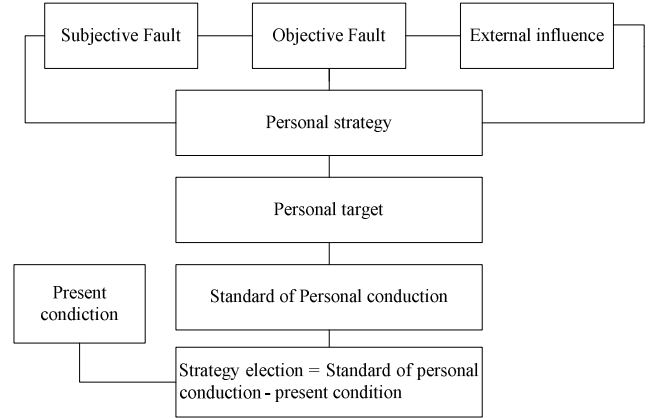 Subjective Fault
Objective Fault
External influence
Personal strategy
Personal target
Present
condiction
Standard of Personal conduction
Strategy election = Standard of personal
conduction - present condition